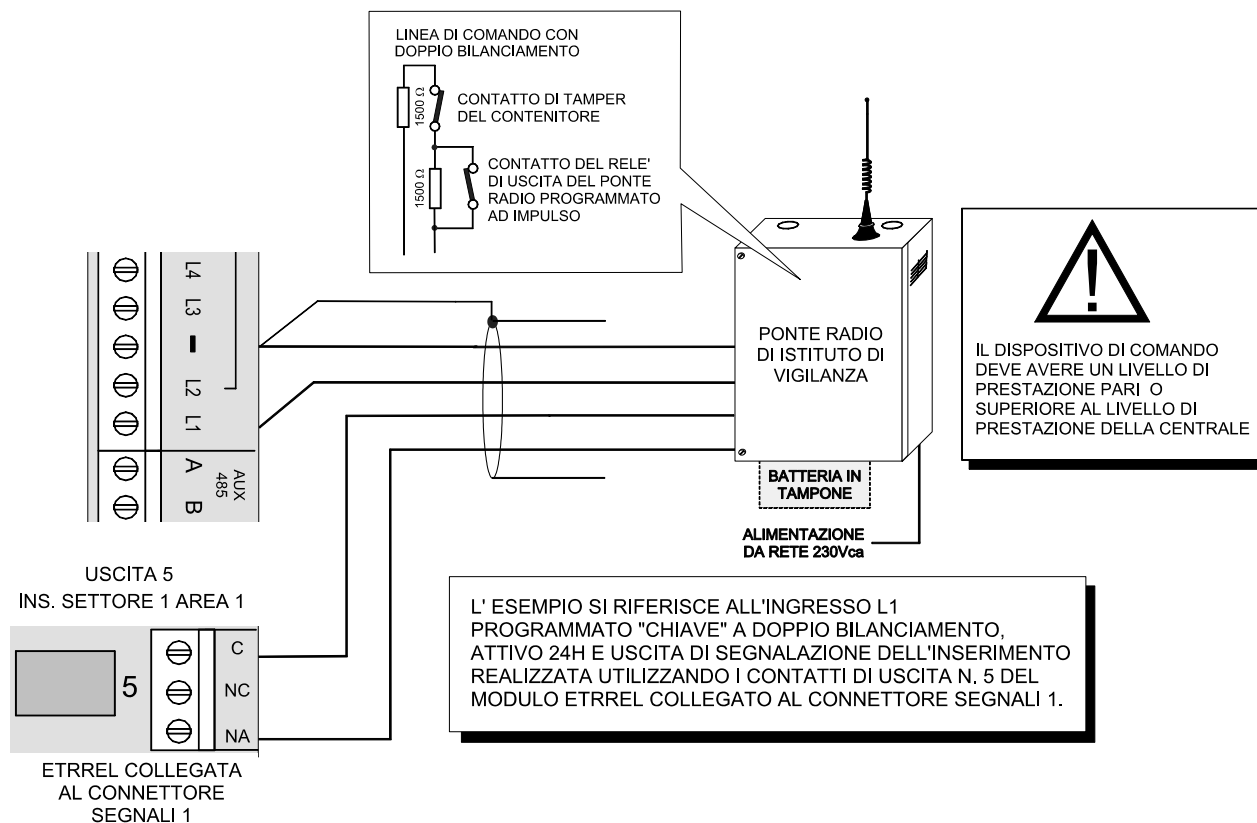 LINEA DI COMANDO CON
DOPPIO BILANCIAMENTO
1500 Ω
CONTATTO DI TAMPER
DEL CONTENITORE
1500 Ω
CONTATTO DEL RELE'
DI USCITA DEL PONTE
RADIO PROGRAMMATO
AD IMPULSO
L4
L3
-
L2
L1
A
B
AUX
485
PONTE RADIO
DI ISTITUTO DI
VIGILANZA
BATTERIA IN
TAMPONE
ALIMENTAZIONE
DA RETE 230Vca
!
IL DISPOSITIVO DI COMANDO
DEVE AVERE UN LIVELLO DI
PRESTAZIONE PARI O
SUPERIORE AL LIVELLO DI
PRESTAZIONE DELLA CENTRALE
USCITA 5
INS. SETTORE 1 AREA 1
5
C
NC
NA
ETRREL COLLEGATA
AL CONNETTORE
SEGNALI 1
L' ESEMPIO SI RIFERISCE ALL'INGRESSO L1
PROGRAMMATO "CHIAVE" A DOPPIO BILANCIAMENTO,
ATTIVO 24H E USCITA DI SEGNALAZIONE DELL'INSERIMENTO
REALIZZATA UTILIZZANDO I CONTATTI DI USCITA N. 5 DEL
MODULO ETRREL COLLEGATO AL CONNETTORE SEGNALI 1.